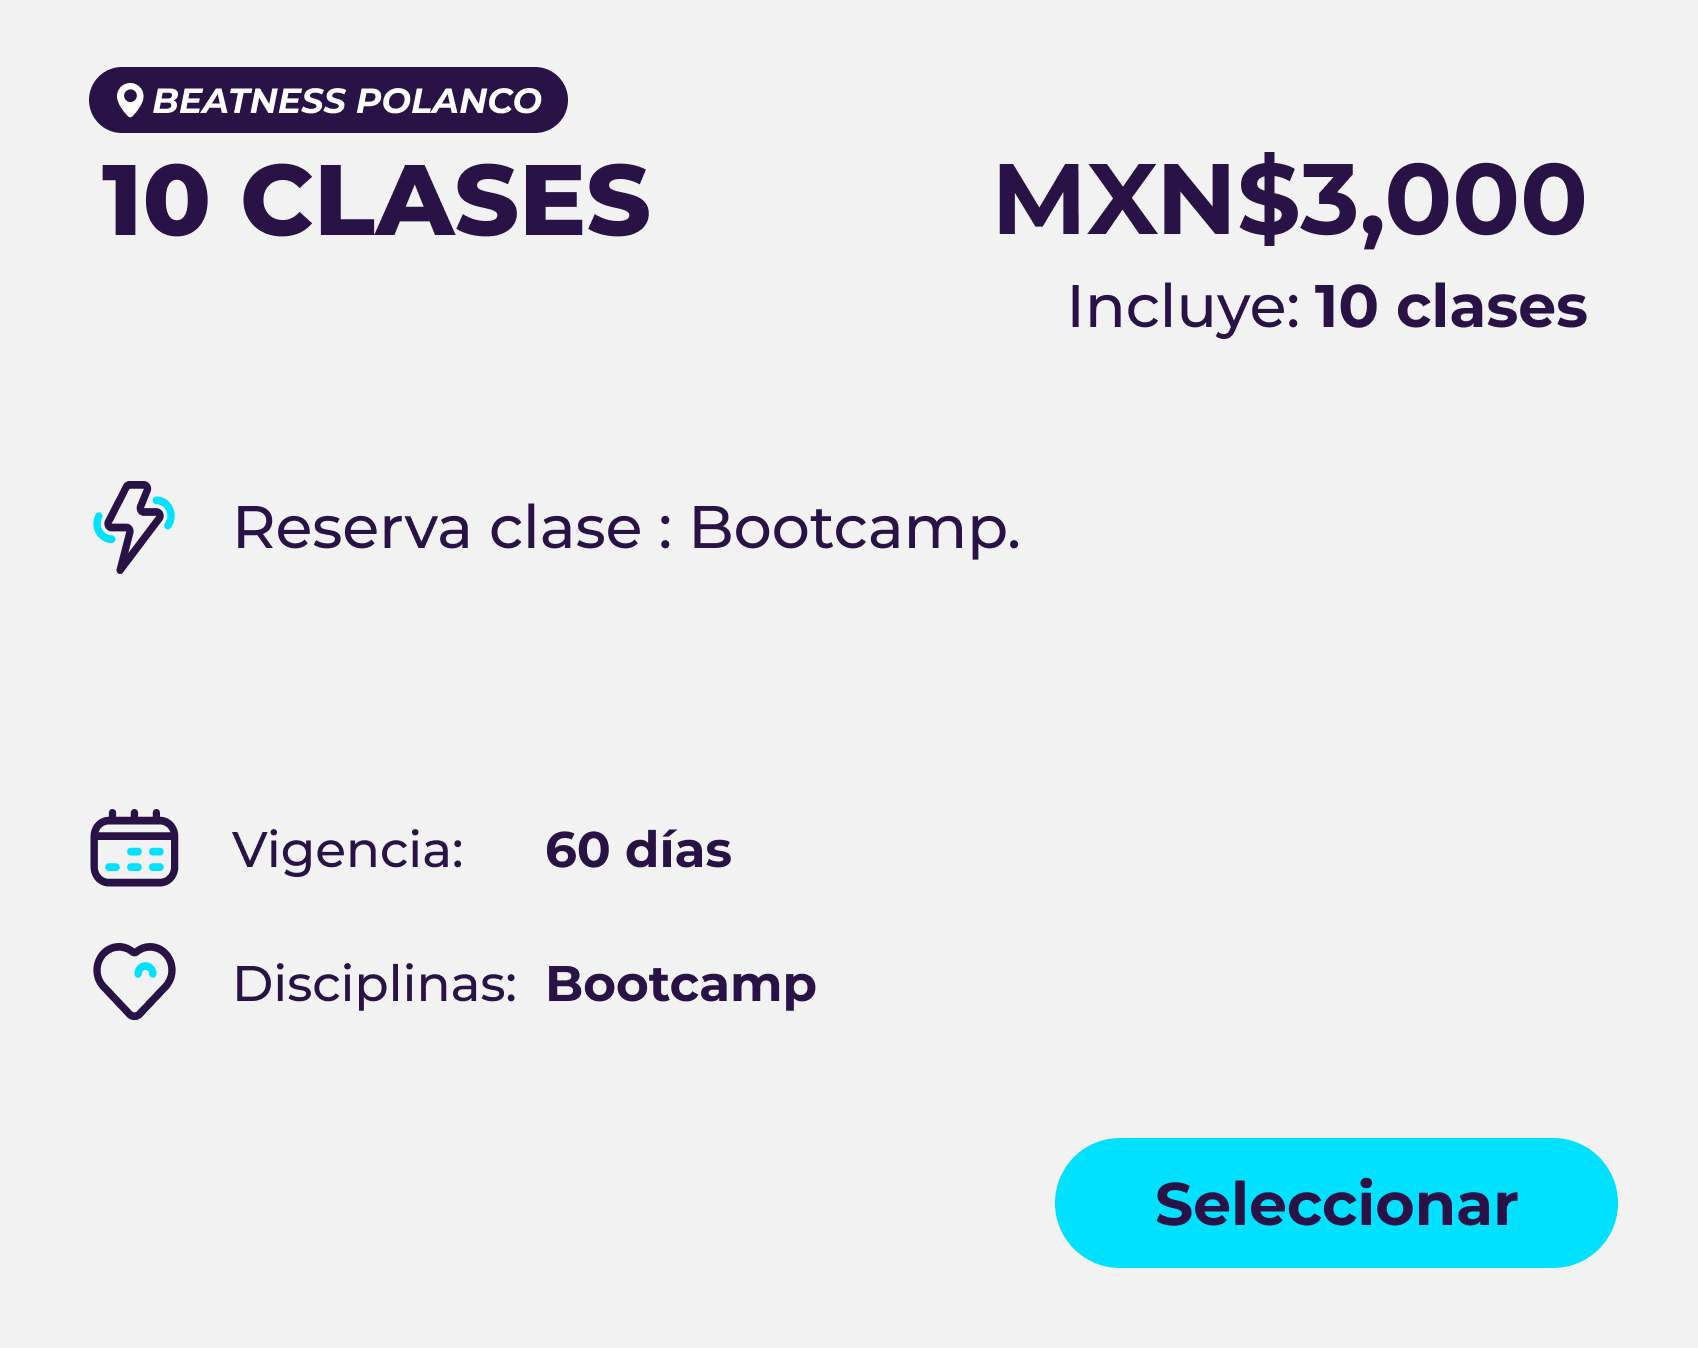 BEATNESS POLANCO
10 CLASES
MXN$3,000
Incluye: 10 clases
Reserva clase : Bootcamp.
Vigencia: 60 días
Disciplinas: Bootcamp
Seleccionar